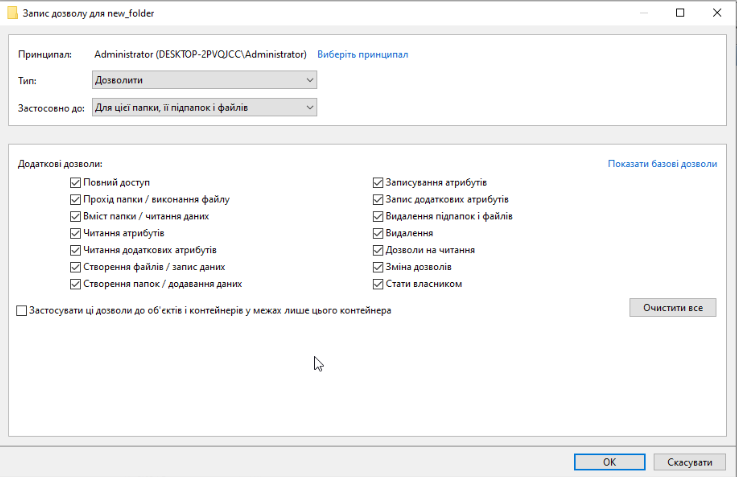 Запис дозволу для new_folder
Принципал: Administrator (DESKTOP-2PVQJCC\Administrator) Виберіть принципал
Тип: Дозволити
Застосовно до: Для цієї папки, її підпапок і файлів
Додаткові дозволи: Показати базові дозволи
Повний доступ Записування атрибутів
Прохід папки / виконання файлу Запис додаткових атрибутів
Вміст папки / читання даних Видалення підпапок і файлів
Читання атрибутів Видалення
Читання додаткових атрибутів Дозволи на читання
Створення файлів / запис даних Зміна дозволів
Створення папок / додавання даних Стати власником
Застосувати ці дозволи до об'єктів і контейнерів у межах лише цього контейнера Очистити все
OK Скасувати